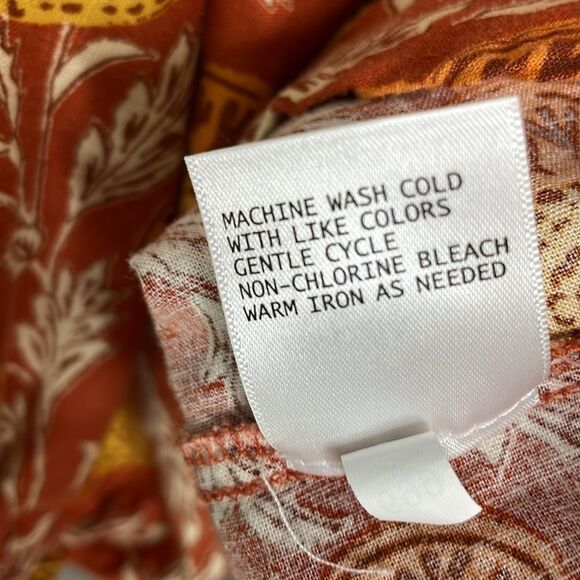 MACHINE WASH COLD
WITH LIKE COLORS
GENTLE CYCLE
NON-CHLORINE BLEACH
WARM IRON AS NEEDED